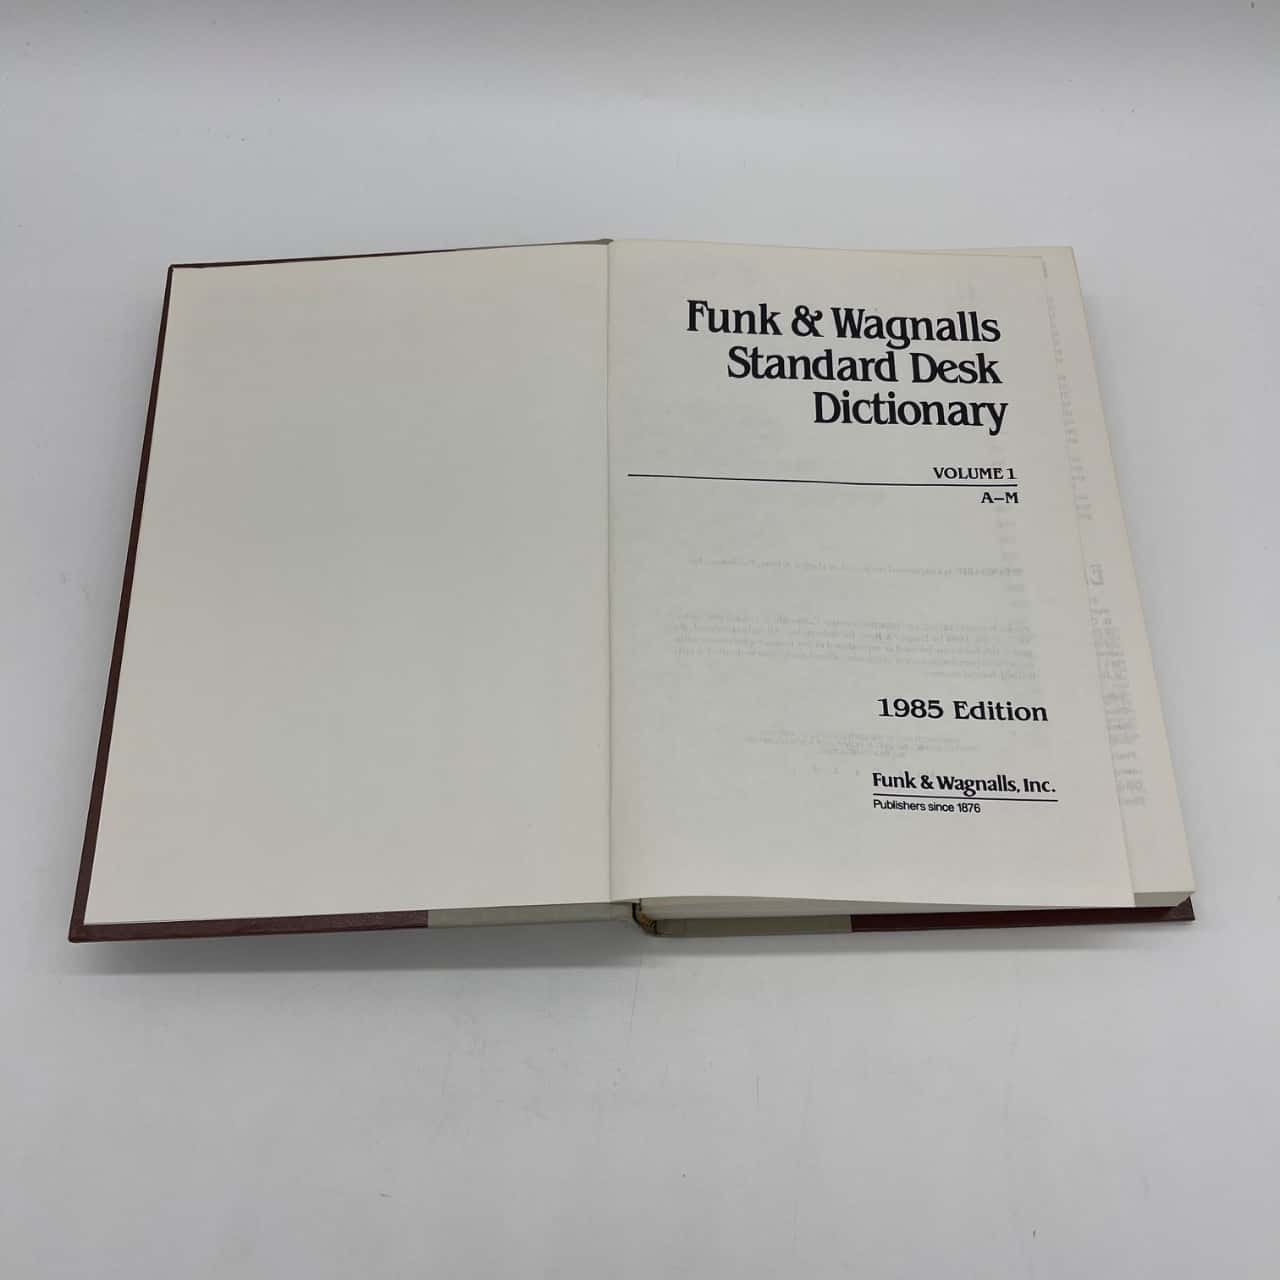 Funk & Wagnalls
Standard Desk
Dictionary
VOLUME 1
A–M
1985 Edition
Funk & Wagnalls, Inc.
Publishers since 1876